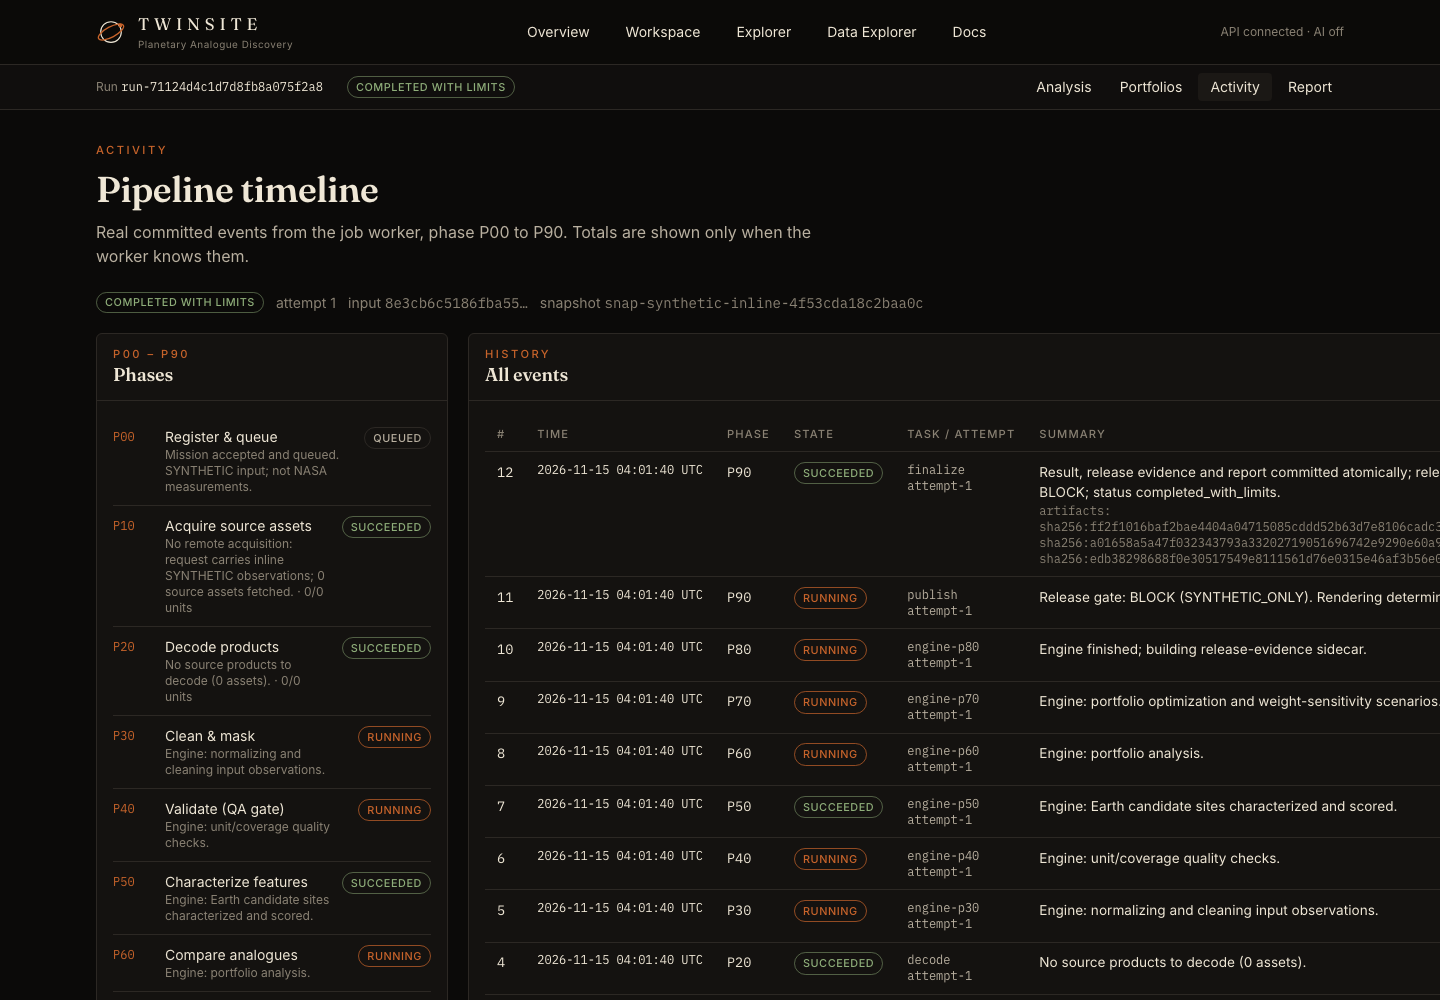 TWINSITE
Planetary Analogue Discovery
Overview Workspace Explorer Data Explorer Docs
API connected · AI off
Run run-71124d4c1d7d8fb8a075f2a8 COMPLETED WITH LIMITS
Analysis Portfolios Activity Report
ACTIVITY
Pipeline timeline
Real committed events from the job worker, phase P00 to P90. Totals are shown only when the
worker knows them.
COMPLETED WITH LIMITS attempt 1 input 8e3cb6c5186fba55… snapshot snap-synthetic-inline-4f53cda18c2baa0c
P00 – P90
Phases
P00 Register & queue QUEUED
Mission accepted and queued.
SYNTHETIC input; not NASA
measurements.
P10 Acquire source assets SUCCEEDED
No remote acquisition:
request carries inline
SYNTHETIC observations; 0
source assets fetched. · 0/0
units
P20 Decode products SUCCEEDED
No source products to
decode (0 assets). · 0/0
units
P30 Clean & mask RUNNING
Engine: normalizing and
cleaning input observations.
P40 Validate (QA gate) RUNNING
Engine: unit/coverage quality
checks.
P50 Characterize features SUCCEEDED
Engine: Earth candidate sites
characterized and scored.
P60 Compare analogues RUNNING
Engine: portfolio analysis.
HISTORY
All events
# TIME PHASE STATE TASK / ATTEMPT SUMMARY
12 2026-11-15 04:01:40 UTC P90 SUCCEEDED finalize
attempt-1
Result, release evidence and report committed atomically; rele
BLOCK; status completed_with_limits.
artifacts:
sha256:ff2f1016baf2bae4404a04715085cddd52b63d7e8106cadc3
sha256:a01658a5a47f032343793a33202719051696742e9290e60a9
sha256:edb38298688f0e30517549e8111561d76e0315e46af3b56e0
11 2026-11-15 04:01:40 UTC P90 RUNNING publish
attempt-1
Release gate: BLOCK (SYNTHETIC_ONLY). Rendering determin
10 2026-11-15 04:01:40 UTC P80 RUNNING engine-p80
attempt-1
Engine finished; building release-evidence sidecar.
9 2026-11-15 04:01:40 UTC P70 RUNNING engine-p70
attempt-1
Engine: portfolio optimization and weight-sensitivity scenarios.
8 2026-11-15 04:01:40 UTC P60 RUNNING engine-p60
attempt-1
Engine: portfolio analysis.
7 2026-11-15 04:01:40 UTC P50 SUCCEEDED engine-p50
attempt-1
Engine: Earth candidate sites characterized and scored.
6 2026-11-15 04:01:40 UTC P40 RUNNING engine-p40
attempt-1
Engine: unit/coverage quality checks.
5 2026-11-15 04:01:40 UTC P30 RUNNING engine-p30
attempt-1
Engine: normalizing and cleaning input observations.
4 2026-11-15 04:01:40 UTC P20 SUCCEEDED decode
attempt-1
No source products to decode (0 assets).